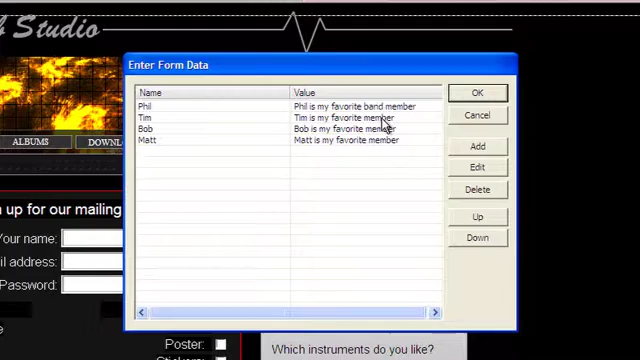 b Studio
Enter Form Data
Name Value
Phil Phil is my favorite band member
Tim Tim is my favorite member
Bob Bob is my favorite member
Matt Matt is my favorite member
OK
Cancel
Add
Edit
Delete
Up
Down
ALBUMS DOWNLO
n up for our mailing
Your name:
il address:
Password:
e
Poster:
Stickers:
Which instruments do you like?